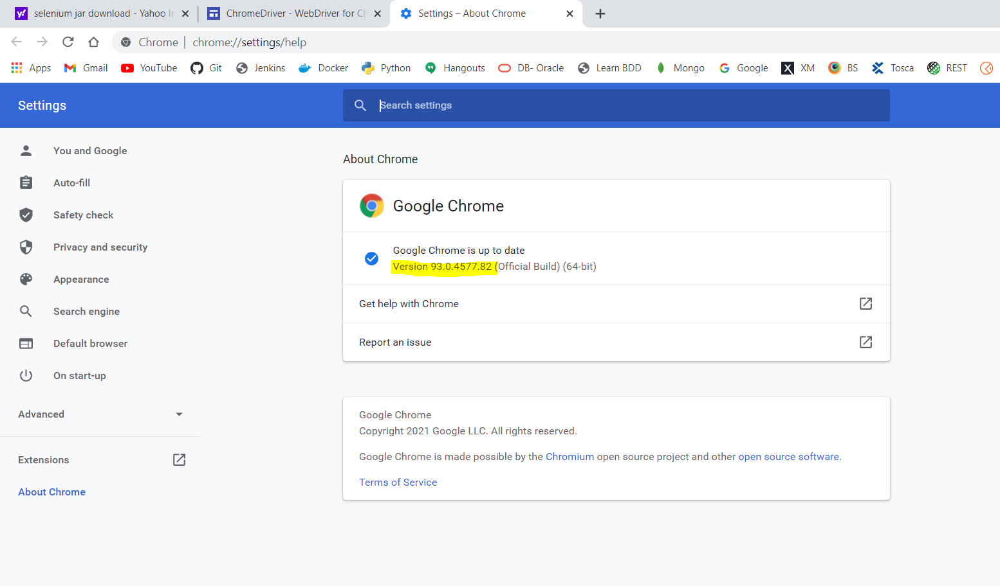 selenium jar download - Yahoo In
ChromeDriver - WebDriver for Ch
Settings – About Chrome
Chrome | chrome://settings/help
Apps Gmail YouTube Git Jenkins Docker Python Hangouts DB- Oracle Learn BDD Mongo Google XM BS Tosca REST
Settings
Search settings
You and Google
Auto-fill
Safety check
Privacy and security
Appearance
Search engine
Default browser
On start-up
Advanced
Extensions
About Chrome
About Chrome
Google Chrome
Google Chrome is up to date
Version 93.0.4577.82 (Official Build) (64-bit)
Get help with Chrome
Report an issue
Google Chrome
Copyright 2021 Google LLC. All rights reserved.
Google Chrome is made possible by the Chromium open source project and other open source software.
Terms of Service